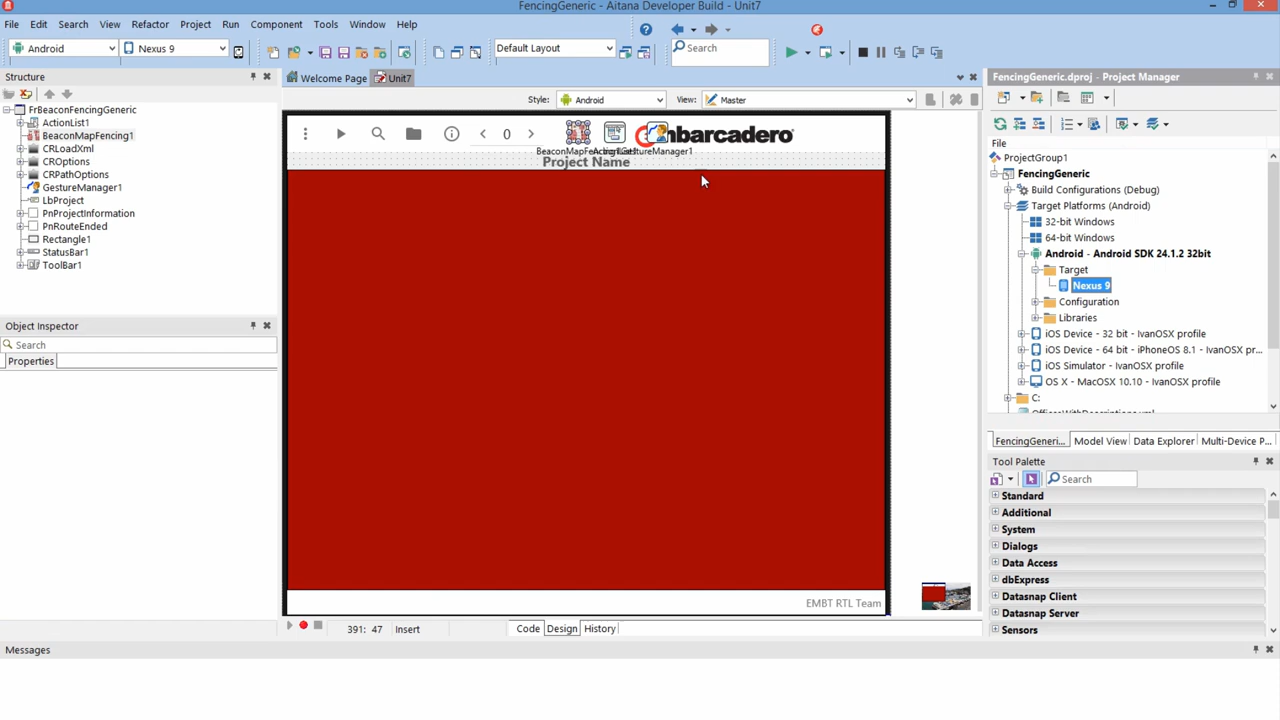 FencingGeneric - Aitana Developer Build - Unit7
File Edit Search View Refactor Project Run Component Tools Window Help
Android Nexus 9 Default Layout Search
Structure
Welcome Page Unit7
FencingGeneric.dproj - Project Manager
Style: Android View: Master
FrBeaconFencingGeneric
ActionList1
BeaconMapFencing1
CRLoadXml
CROptions
CRPathOptions
GestureManager1
LbProject
PnProjectInformation
PnRouteEnded
Rectangle1
StatusBar1
ToolBar1
0
mbarcadero
Project Name
EMBT RTL Team
Object Inspector
Search
Properties
391: 47 Insert Code Design History
File
ProjectGroup1
FencingGeneric
Build Configurations (Debug)
Target Platforms (Android)
32-bit Windows
64-bit Windows
Android - Android SDK 24.1.2 32bit
Target
Nexus 9
Configuration
Libraries
iOS Device - 32 bit - IvanOSX profile
iOS Device - 64 bit - iPhoneOS 8.1 - IvanOSX pr...
iOS Simulator - IvanOSX profile
OS X - MacOSX 10.10 - IvanOSX profile
C:
FencingGeneri... Model View Data Explorer Multi-Device P...
Tool Palette
Search
Standard
Additional
System
Dialogs
Data Access
dbExpress
Datasnap Client
Datasnap Server
Sensors
Messages